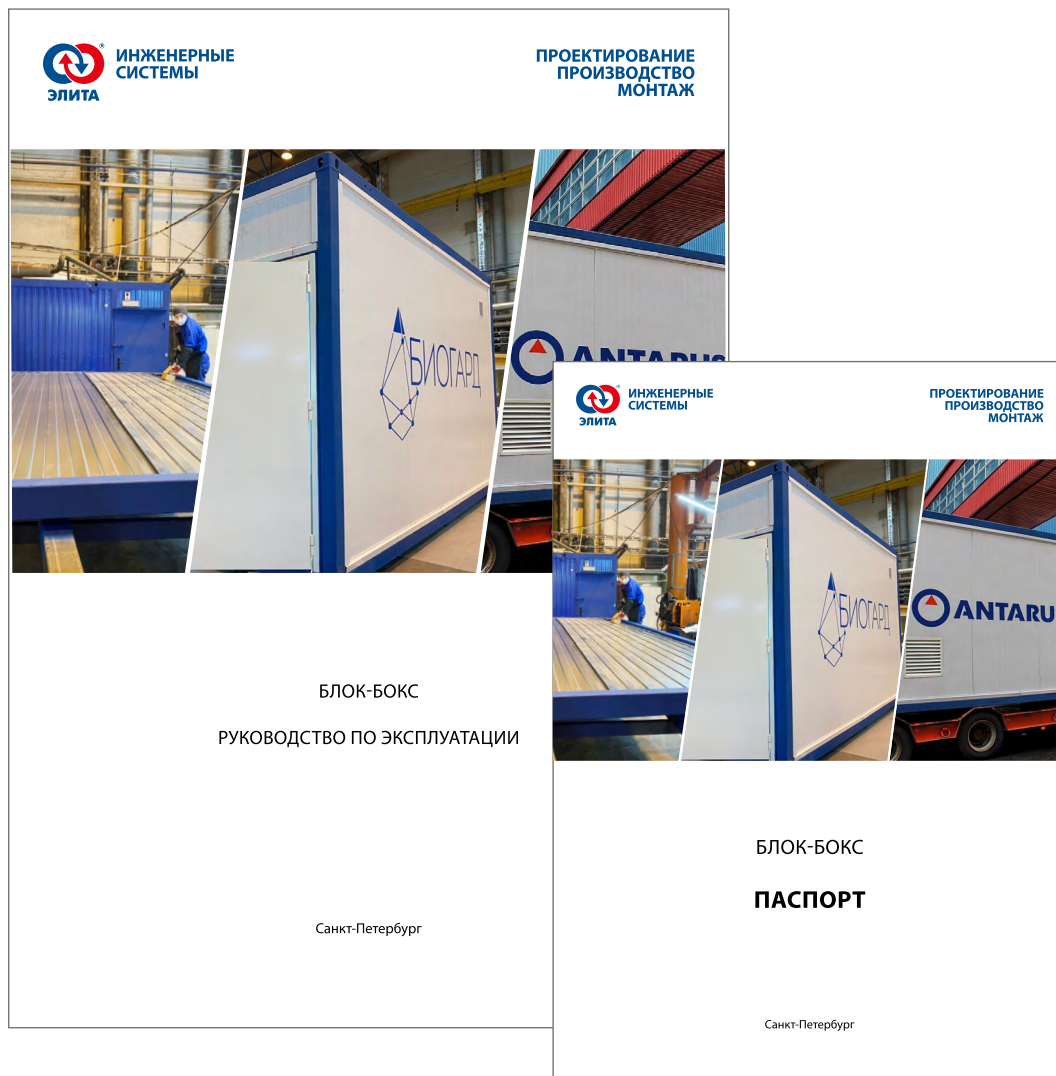 ЭЛИТА
®
ИНЖЕНЕРНЫЕ
СИСТЕМЫ
ПРОЕКТИРОВАНИЕ
ПРОИЗВОДСТВО
МОНТАЖ
БИОГАРД
ANTARUS
БЛОК-БОКС
РУКОВОДСТВО ПО ЭКСПЛУАТАЦИИ
Санкт-Петербург
ЭЛИТА
®
ИНЖЕНЕРНЫЕ
СИСТЕМЫ
ПРОЕКТИРОВАНИЕ
ПРОИЗВОДСТВО
МОНТАЖ
БИОГАРД
ANTARU
БЛОК-БОКС
ПАСПОРТ
Санкт-Петербург